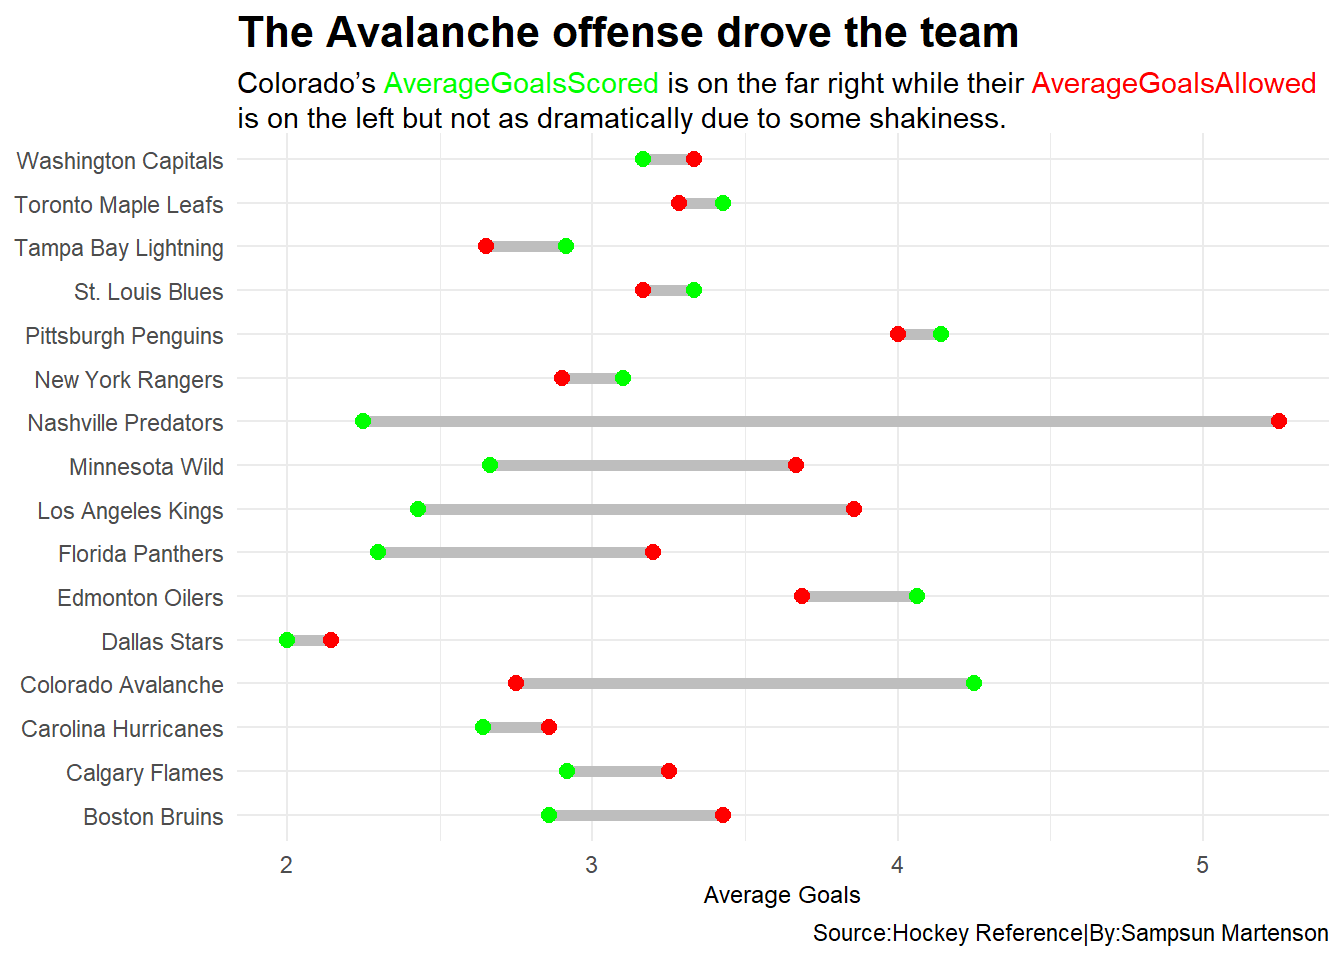 The Avalanche offense drove the team
Colorado’s AverageGoalsScored is on the far right while their AverageGoalsAllowed
is on the left but not as dramatically due to some shakiness.
Washington Capitals
Toronto Maple Leafs
Tampa Bay Lightning
St. Louis Blues
Pittsburgh Penguins
New York Rangers
Nashville Predators
Minnesota Wild
Los Angeles Kings
Florida Panthers
Edmonton Oilers
Dallas Stars
Colorado Avalanche
Carolina Hurricanes
Calgary Flames
Boston Bruins
2 3 4 5
Average Goals
Source:Hockey Reference|By:Sampsun Martenson